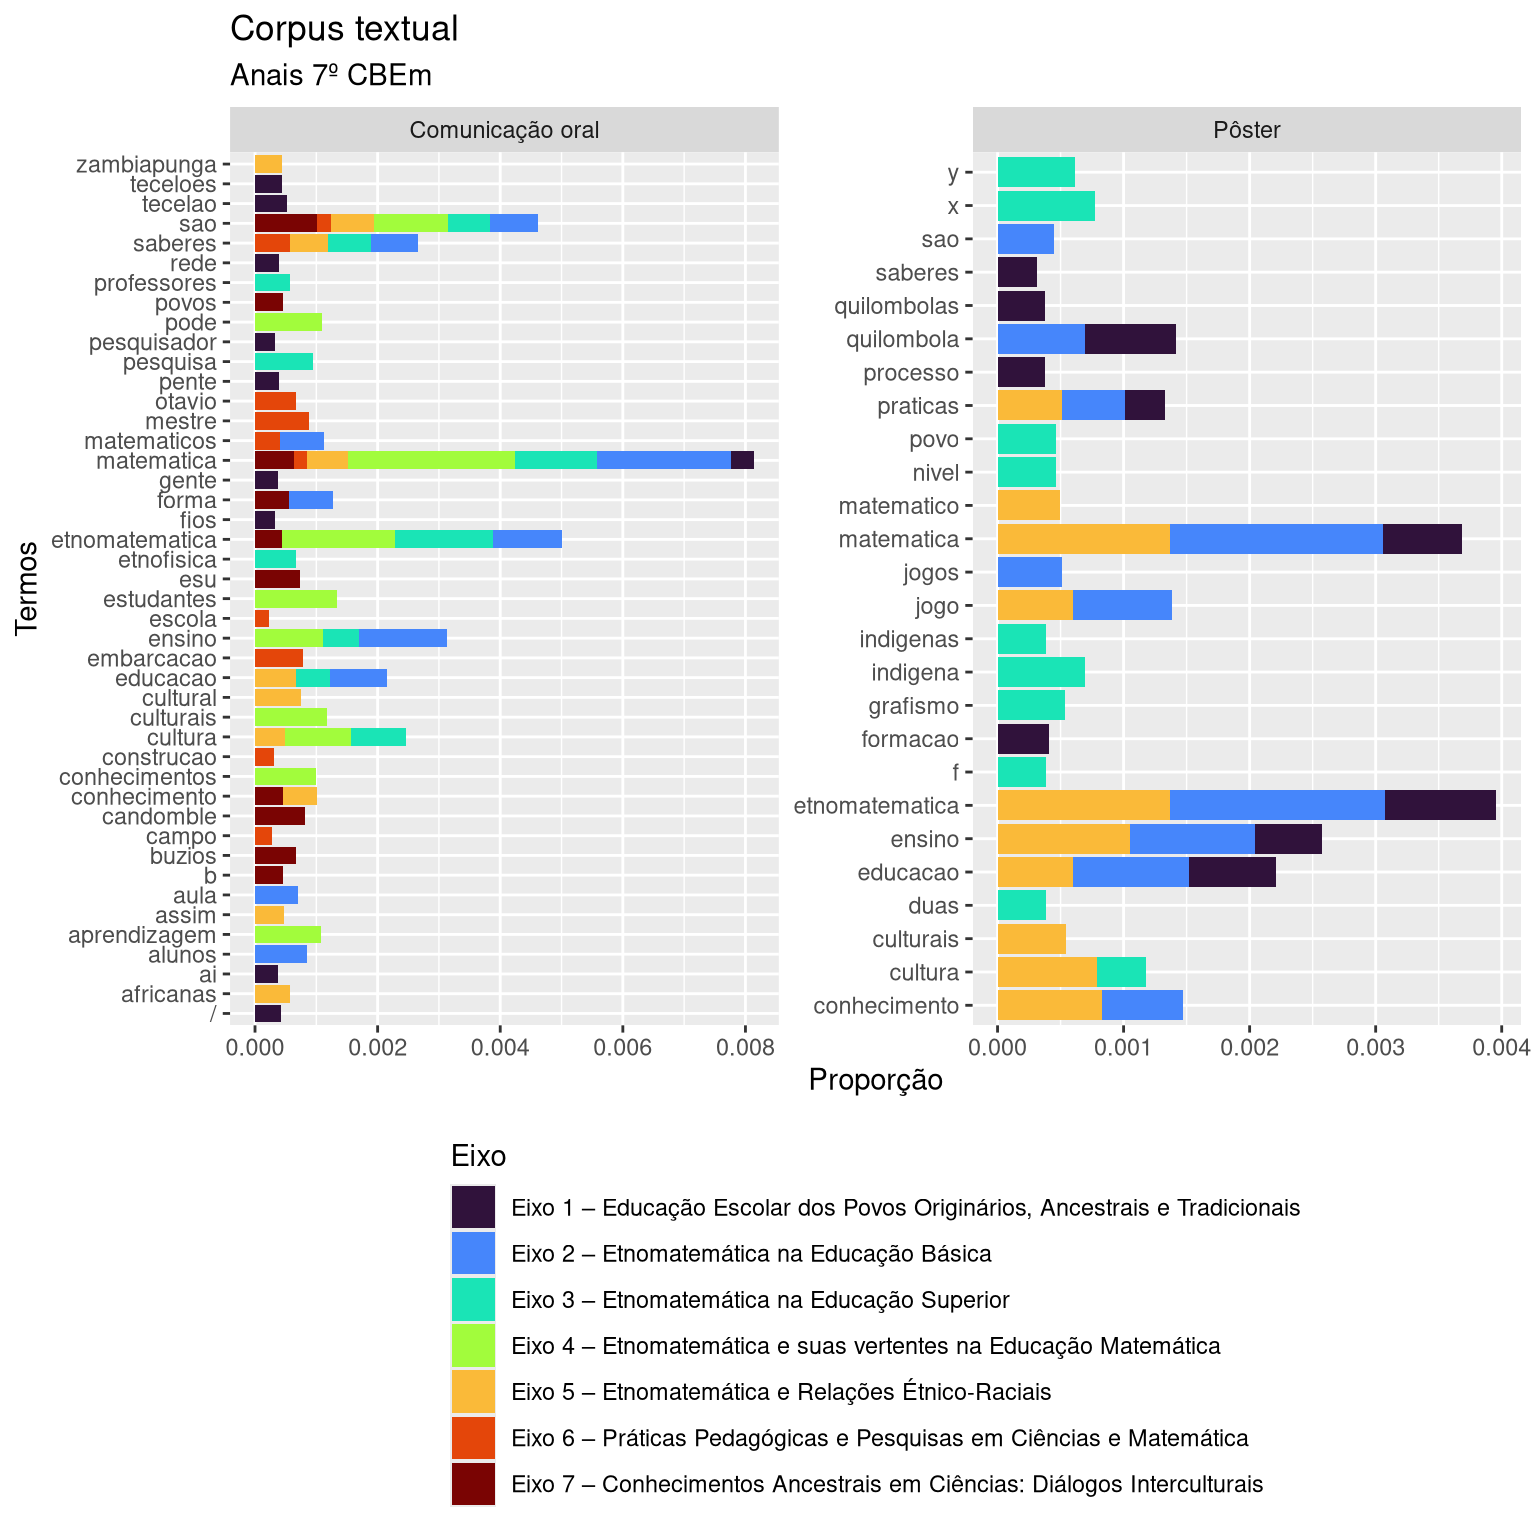 Corpus textual
Anais 7º CBEm
Comunicação oral
Pôster
Termos
zambiapunga
teceloes
tecelao
sao
saberes
rede
professores
povos
pode
pesquisador
pesquisa
pente
otavio
mestre
matematicos
matematica
gente
forma
fios
etnomatematica
etnofisica
esu
estudantes
escola
ensino
embarcacao
educacao
cultural
culturais
cultura
construcao
conhecimentos
conhecimento
candomble
campo
buzios
b
aula
assim
aprendizagem
alunos
ai
africanas
/
0.000 0.002 0.004 0.006 0.008
y
x
sao
saberes
quilombolas
quilombola
processo
praticas
povo
nivel
matematico
matematica
jogos
jogo
indigenas
indigena
grafismo
formacao
f
etnomatematica
ensino
educacao
duas
culturais
cultura
conhecimento
0.000 0.001 0.002 0.003 0.004
Proporção
Eixo
Eixo 1 – Educação Escolar dos Povos Originários, Ancestrais e Tradicionais
Eixo 2 – Etnomatemática na Educação Básica
Eixo 3 – Etnomatemática na Educação Superior
Eixo 4 – Etnomatemática e suas vertentes na Educação Matemática
Eixo 5 – Etnomatemática e Relações Étnico-Raciais
Eixo 6 – Práticas Pedagógicas e Pesquisas em Ciências e Matemática
Eixo 7 – Conhecimentos Ancestrais em Ciências: Diálogos Interculturais